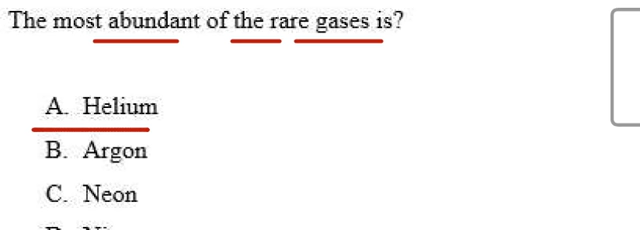 The most abundant of the rare gases is?
A. Helium
B. Argon
C. Neon